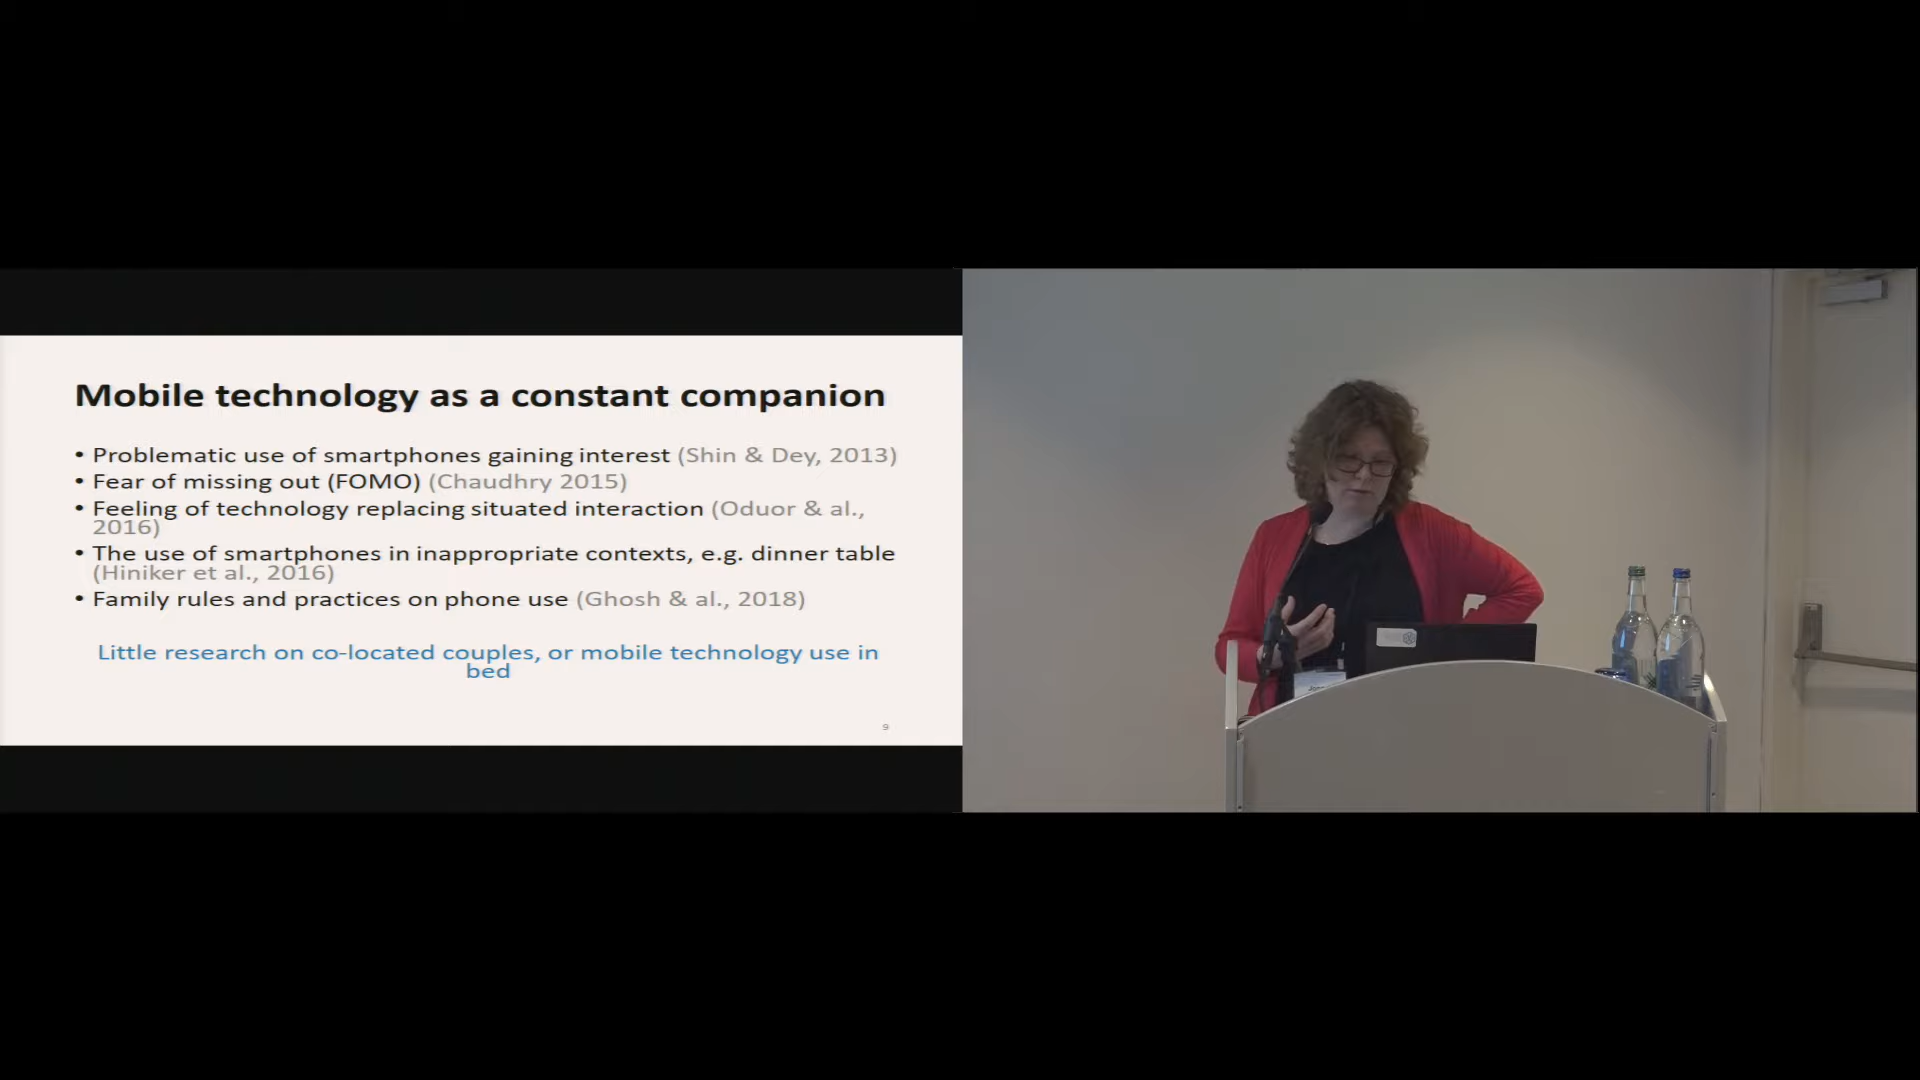 Mobile technology as a constant companion
• Problematic use of smartphones gaining interest (Shin & Dey, 2013)
• Fear of missing out (FOMO) (Chaudhry 2015)
• Feeling of technology replacing situated interaction (Oduor & al.,
2016)
• The use of smartphones in inappropriate contexts, e.g. dinner table
(Hiniker et al., 2016)
• Family rules and practices on phone use (Ghosh & al., 2018)
Little research on co-located couples, or mobile technology use in
bed
9